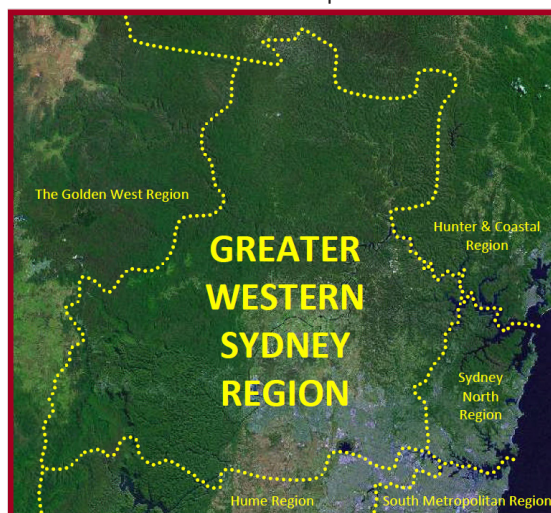 The Golden West Region
Hunter & Coastal
Region
GREATER
WESTERN
SYDNEY
REGION
Sydney
North
Region
Hume Region
South Metropolitan Region